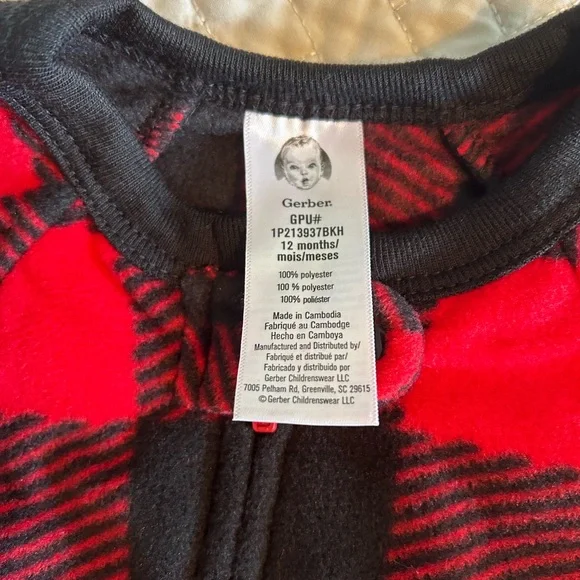 Gerber.
GPU#
1P213937BKH
12 months/
mois/meses
100% polyester
100 % polyester
100% poliéster
Made in Cambodia
Fabriqué au Cambodge
Hecho en Camboya
Manufactured and Distributed by/
Fabriqué et distribué par/
Fabricado y distribuido por
Gerber Childrenswear LLC
7005 Pelham Rd, Greenville, SC 29615
©Gerber Childrenswear LLC